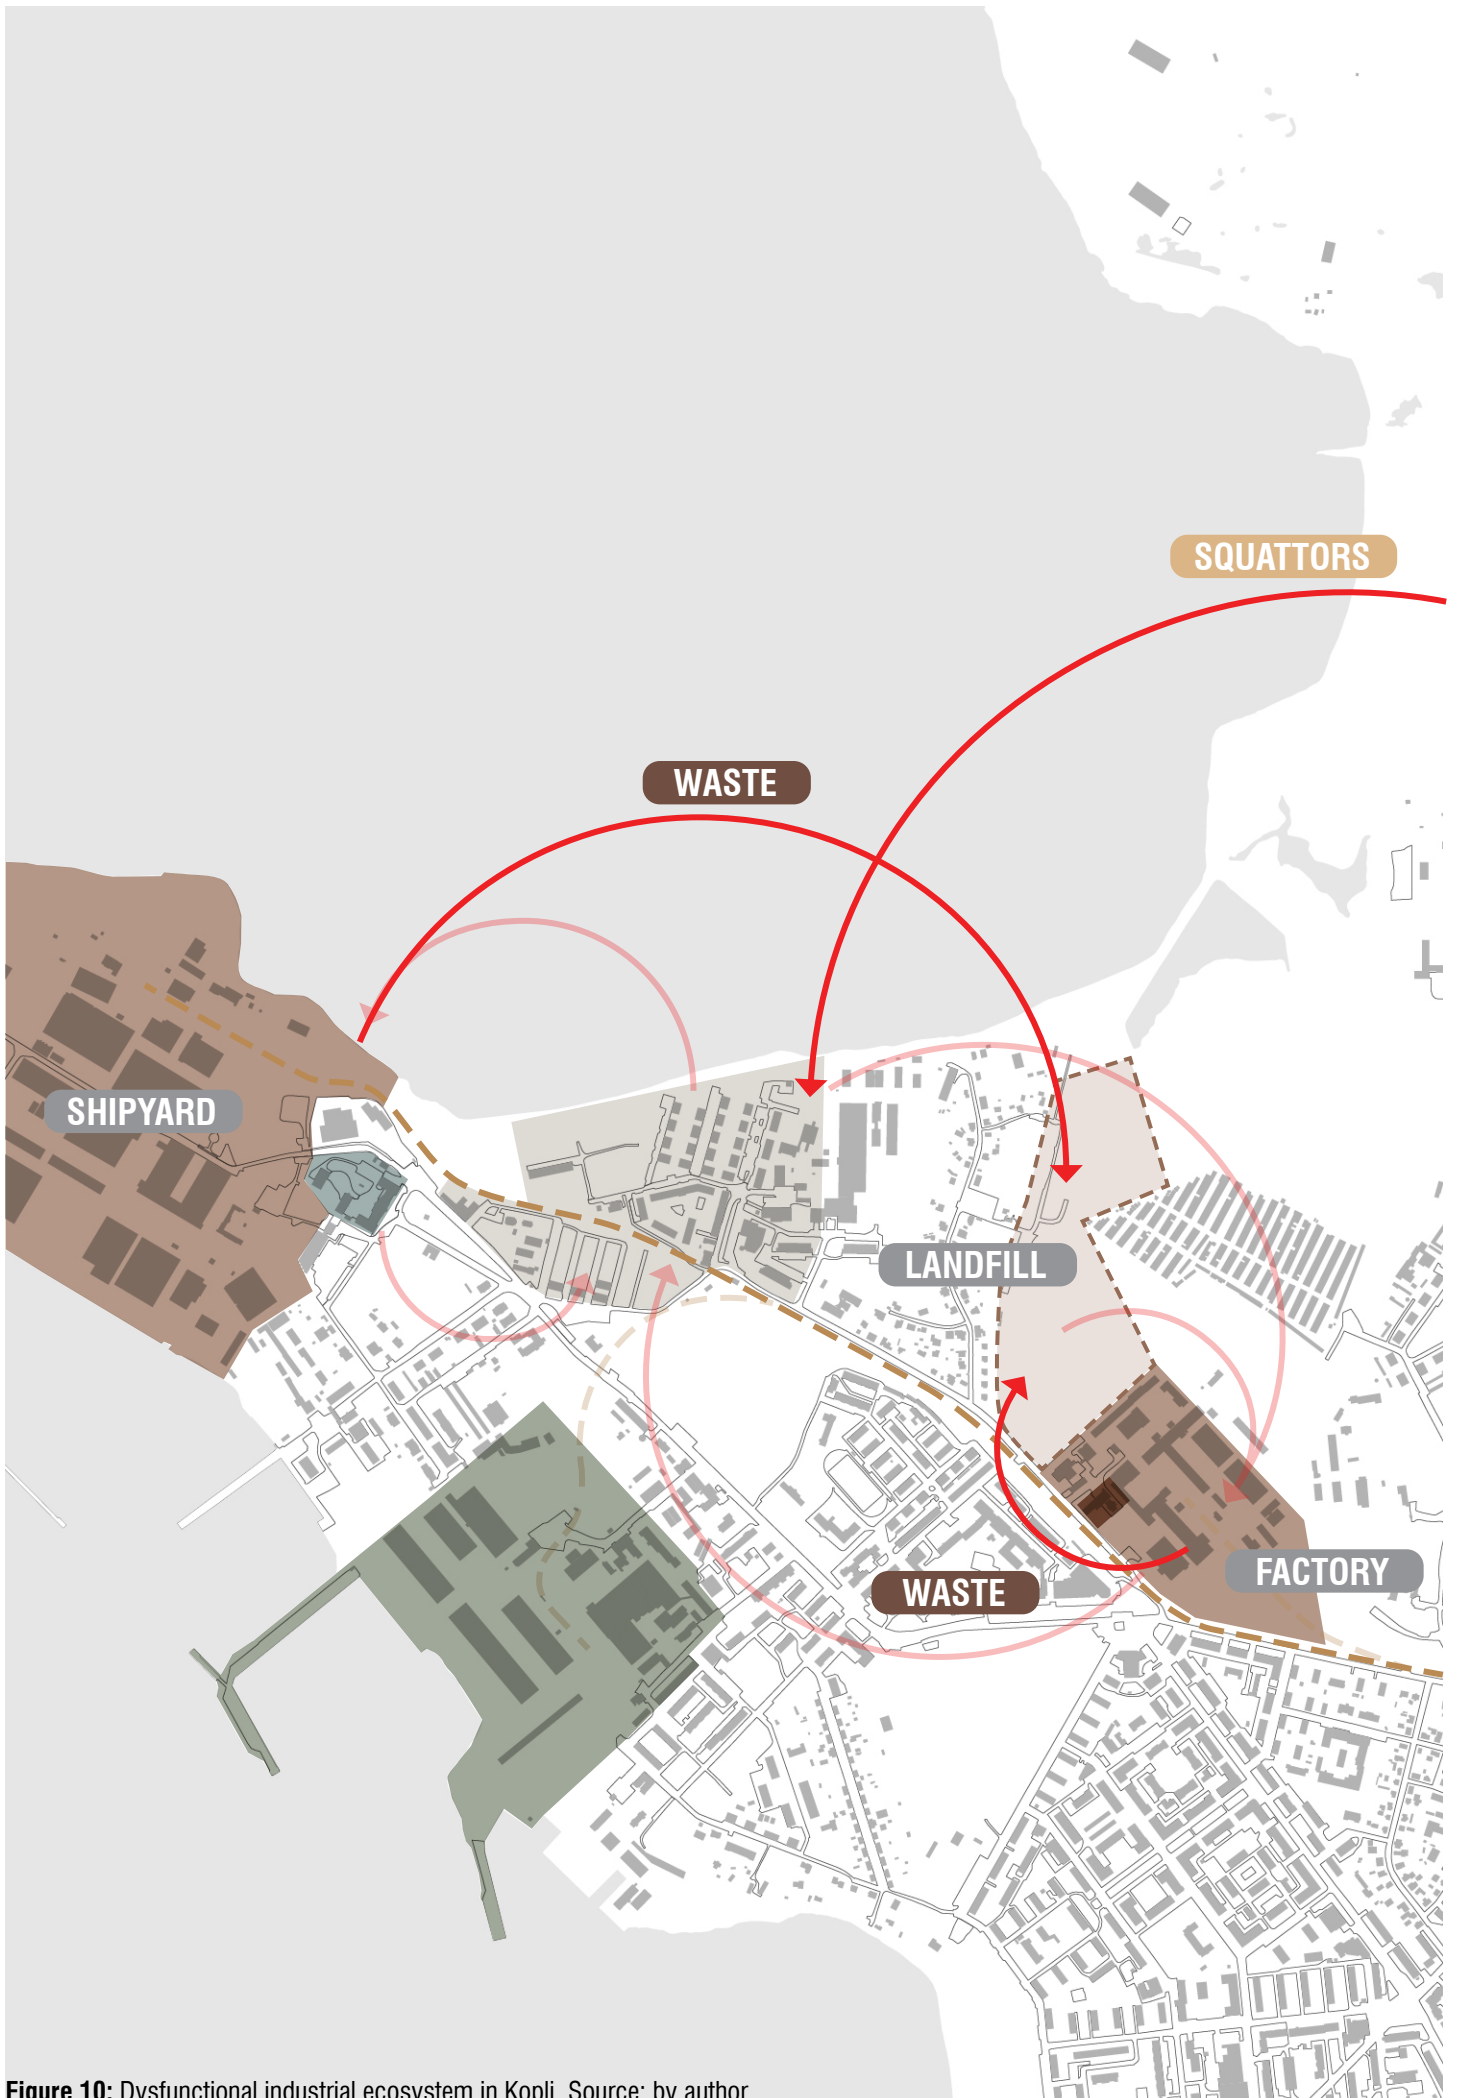 SQUATTORS
WASTE
SHIPYARD
LANDFILL
FACTORY
WASTE
Figure 10: Dysfunctional industrial ecosystem in Kopli. Source: by author